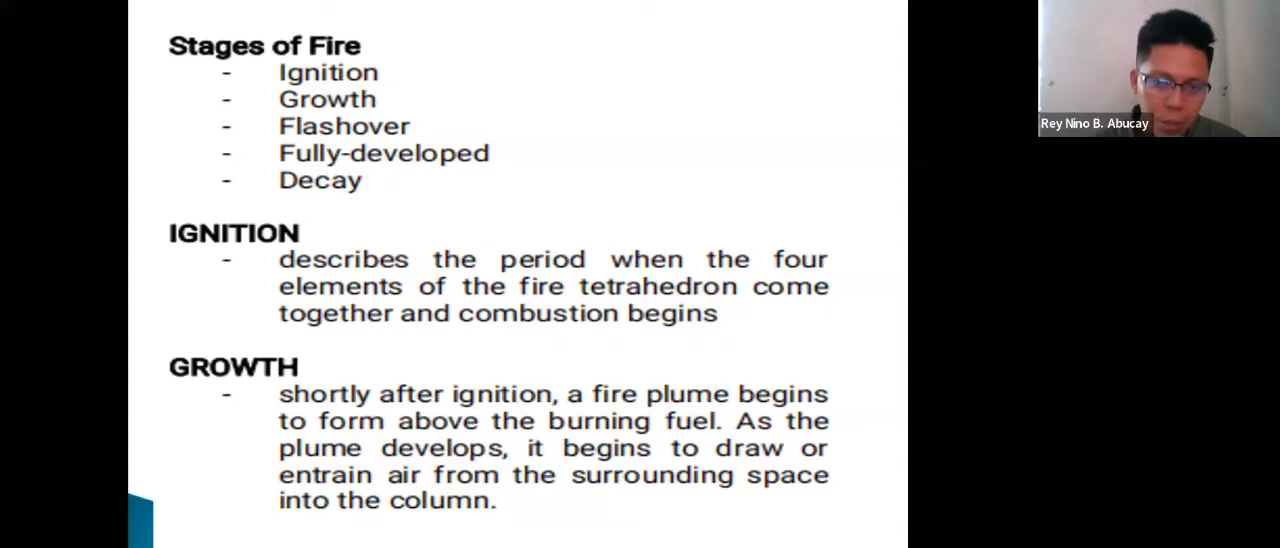 Stages of Fire
- Ignition
- Growth
- Flashover
- Fully-developed
- Decay
IGNITION
- describes the period when the four
elements of the fire tetrahedron come
together and combustion begins
GROWTH
- shortly after ignition, a fire plume begins
to form above the burning fuel. As the
plume develops, it begins to draw or
entrain air from the surrounding space
into the column.
Rey Nino B. Abucay